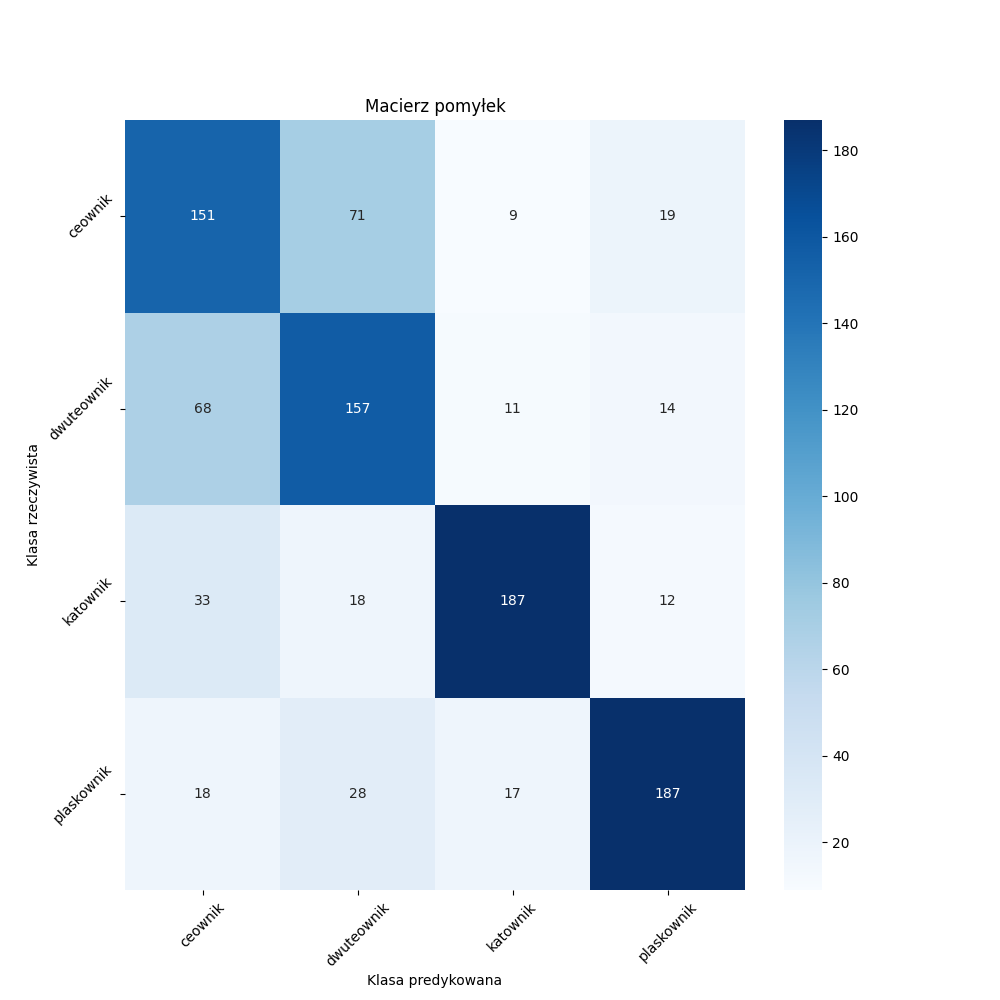 Macierz pomyłek
ceownik 151 71 9 19
dwuteownik 68 157 11 14
katownik 33 18 187 12
plaskownik 18 28 17 187
Klasa rzeczywista
ceownik dwuteownik katownik plaskownik
Klasa predykowana
180
160
140
120
100
80
60
40
20